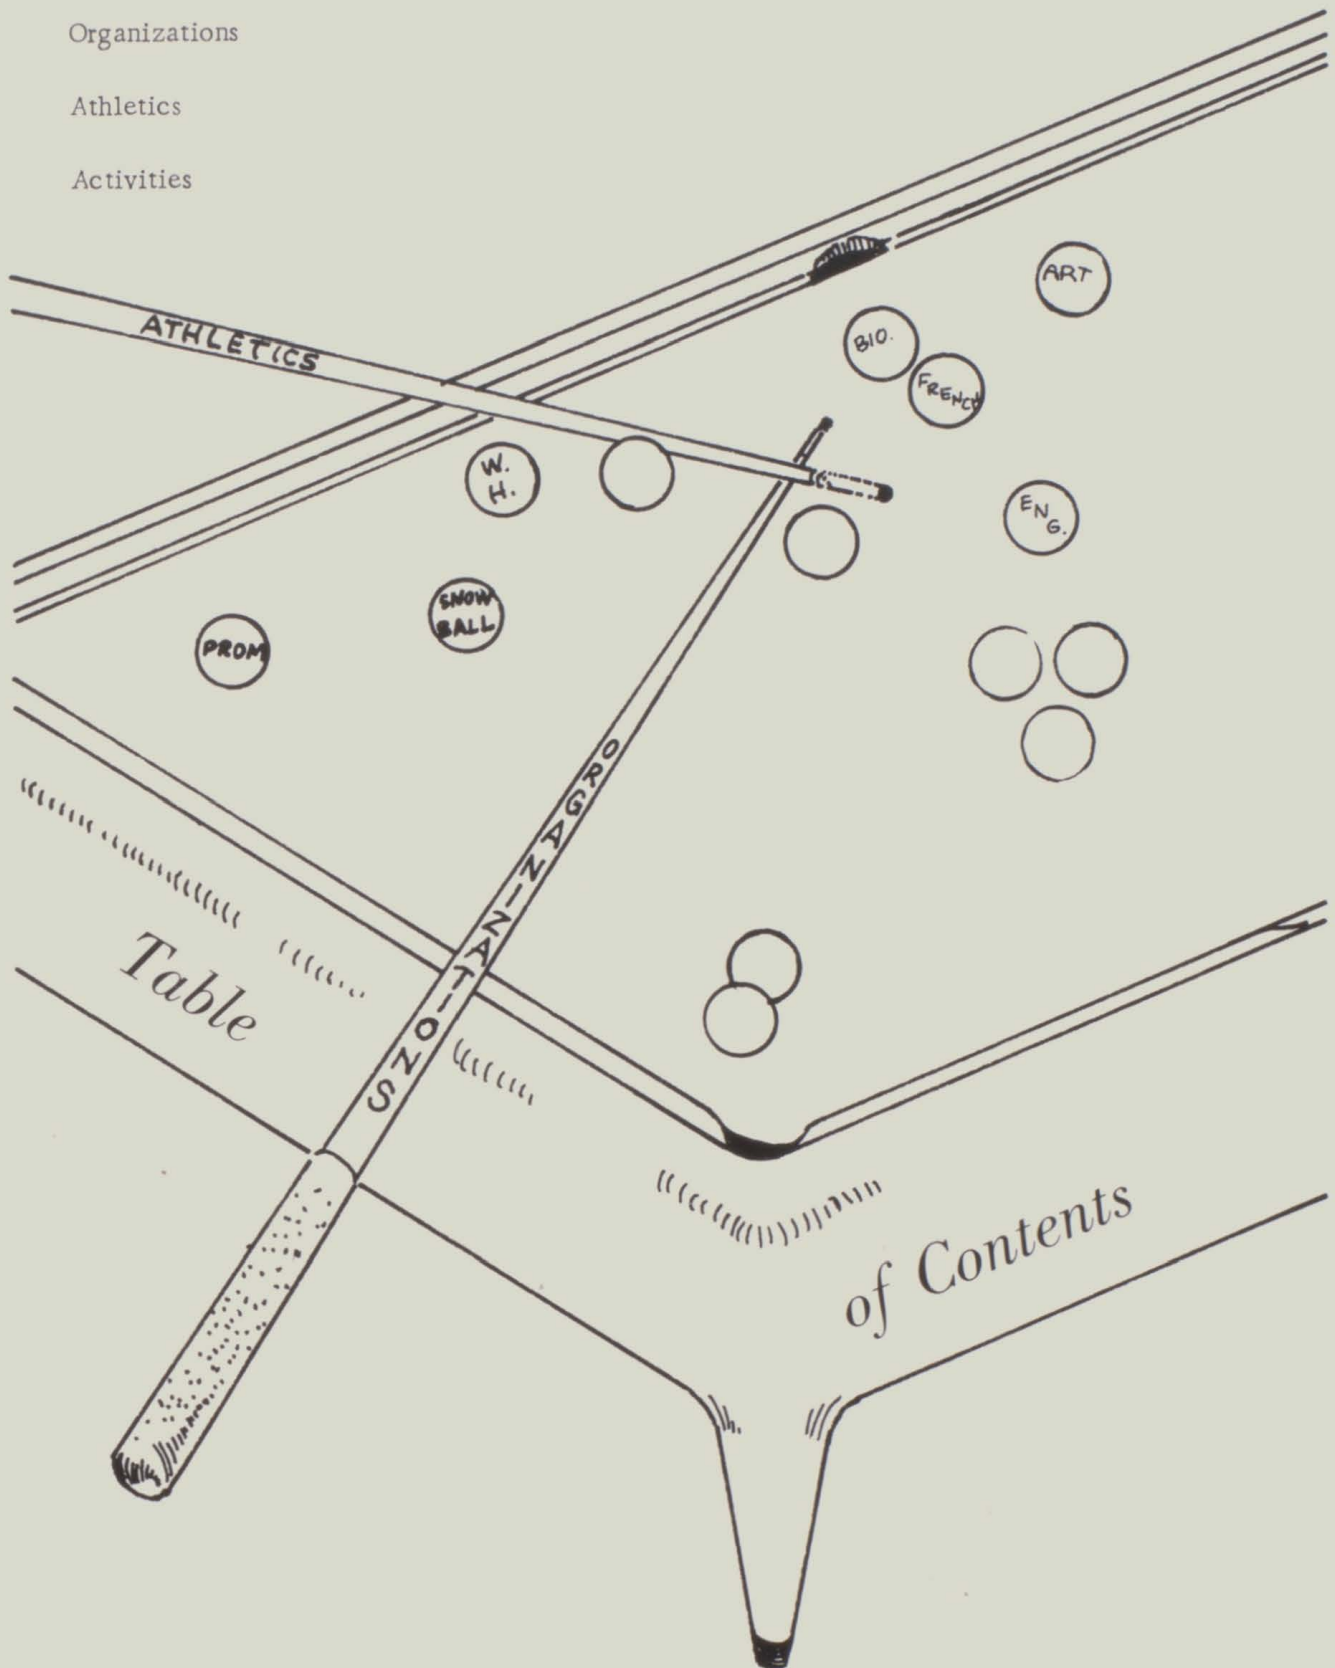 Organizations
Athletics
Activities
ATHLETICS
ART
BIO.
FRENCH
W.
H.
ENG.
SNOW
BALL
PROM
ORGANIZATIONS
Table
of Contents